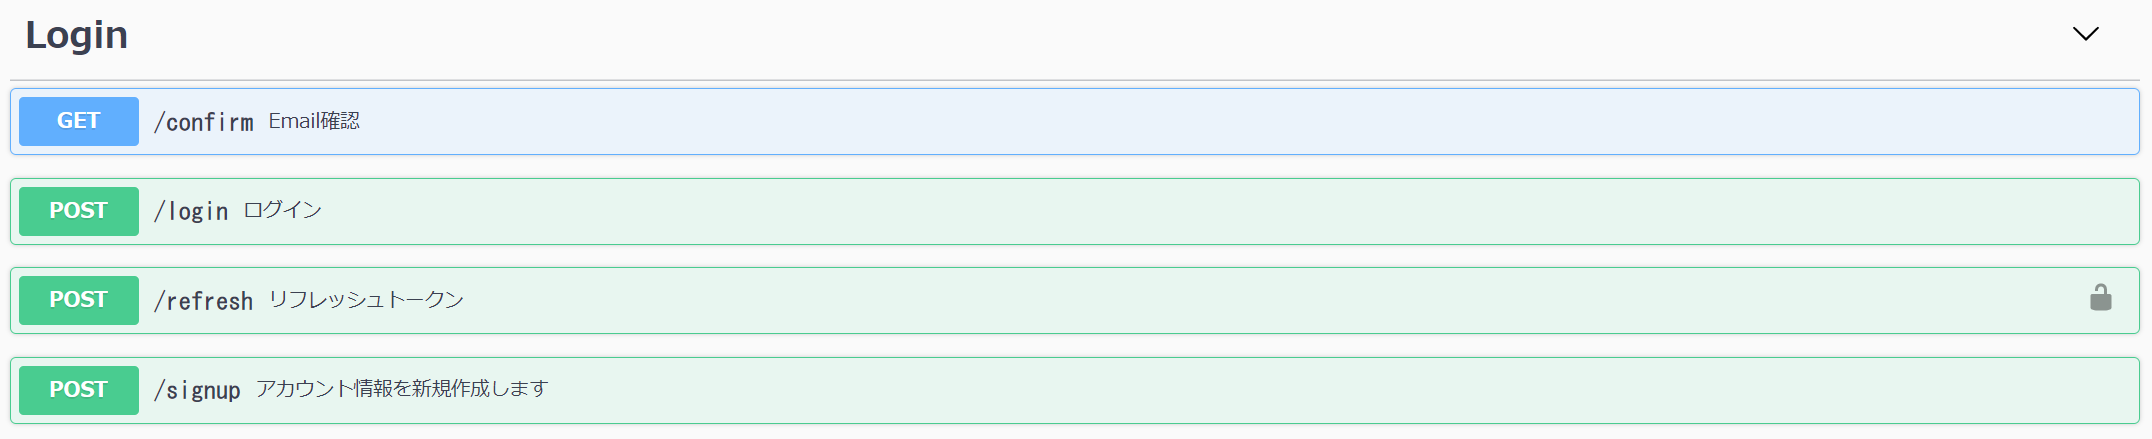 Login
GET /confirm Email確認
POST /login ログイン
POST /refresh リフレッシュトークン
POST /signup アカウント情報を新規作成します